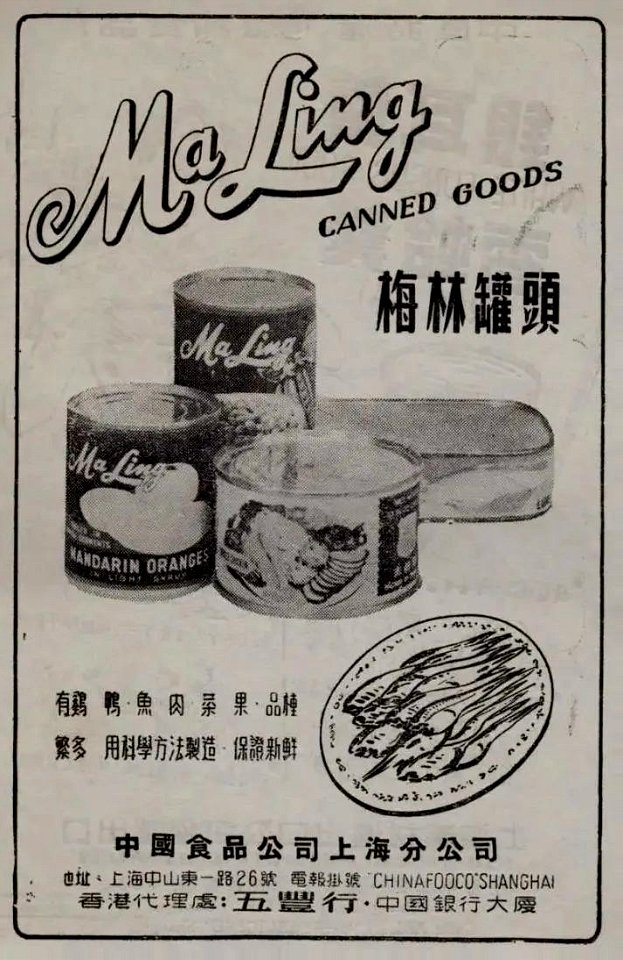 Ma Ling
CANNED GOODS
梅林罐頭
Ma Ling
Ma Ling
MANDARIN ORANGES
IN LIGHT SYRUP
有鷄·鴨·魚·肉·菜·果·品種
繁多·用科學方法製造·保證新鮮
中國食品公司上海分公司
地址：上海中山東一路26號 電報掛號"CHINAFOOCO"SHANGHAI
香港代理處：五豐行·中國銀行大廈